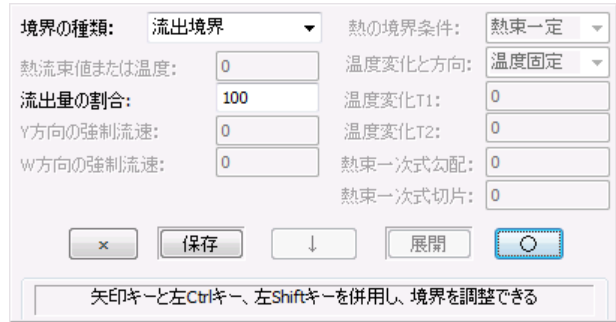 境界の種類: 流出境界 熱の境界条件: 熱束一定
熱流束値または温度: 0 温度変化と方向: 温度固定
流出量の割合: 100 温度変化T1: 0
Y方向の強制流速: 0 温度変化T2: 0
W方向の強制流速: 0 熱束一次式勾配: 0
熱束一次式切片: 0
× 保存 ↓ 展開 ○
矢印キーと左Ctrlキー、左Shiftキーを併用し、境界を調整できる